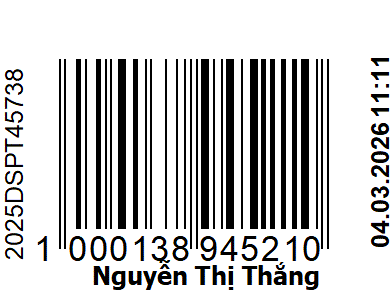 2025DSPT45738
1 000138 945210
Nguyễn Thị Thắng
04.03.2026 11:11